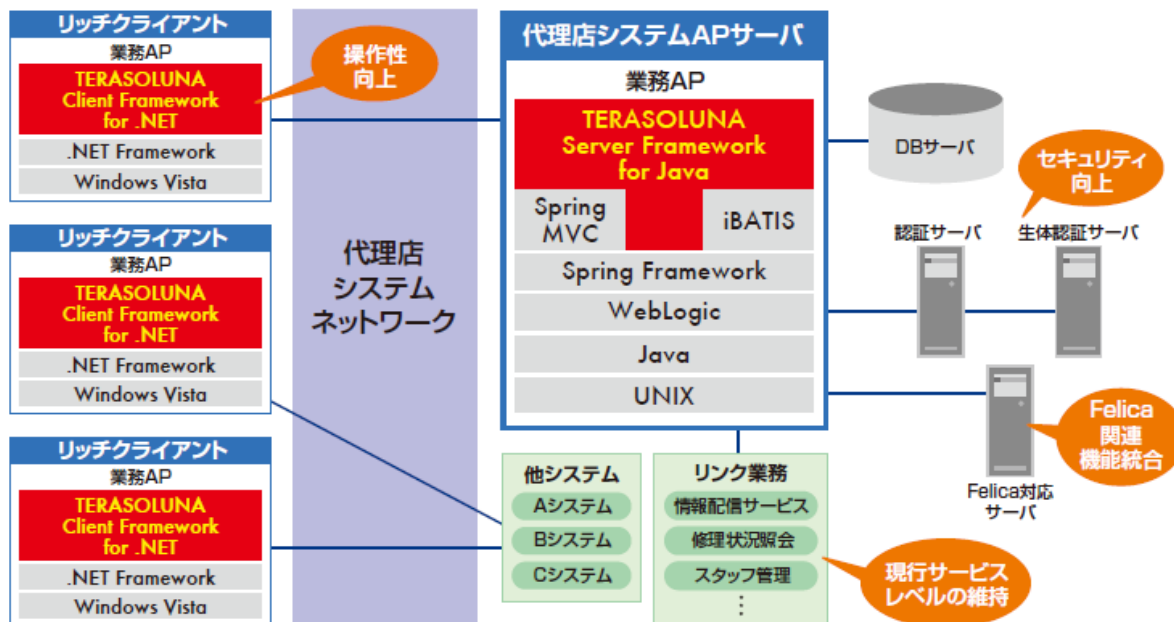 リッチクライアント
業務AP
TERASOLUNA
Client Framework
for .NET
.NET Framework
Windows Vista
操作性
向上
リッチクライアント
業務AP
TERASOLUNA
Client Framework
for .NET
.NET Framework
Windows Vista
リッチクライアント
業務AP
TERASOLUNA
Client Framework
for .NET
.NET Framework
Windows Vista
代理店
システム
ネットワーク
代理店システムAPサーバ
業務AP
TERASOLUNA
Server Framework
for Java
Spring
MVC
iBATIS
Spring Framework
WebLogic
Java
UNIX
他システム
Aシステム
Bシステム
Cシステム
リンク業務
情報配信サービス
修理状況照会
スタッフ管理
⋮
DBサーバ
セキュリティ
向上
認証サーバ
生体認証サーバ
Felica
関連
機能統合
Felica対応
サーバ
現行サービス
レベルの維持